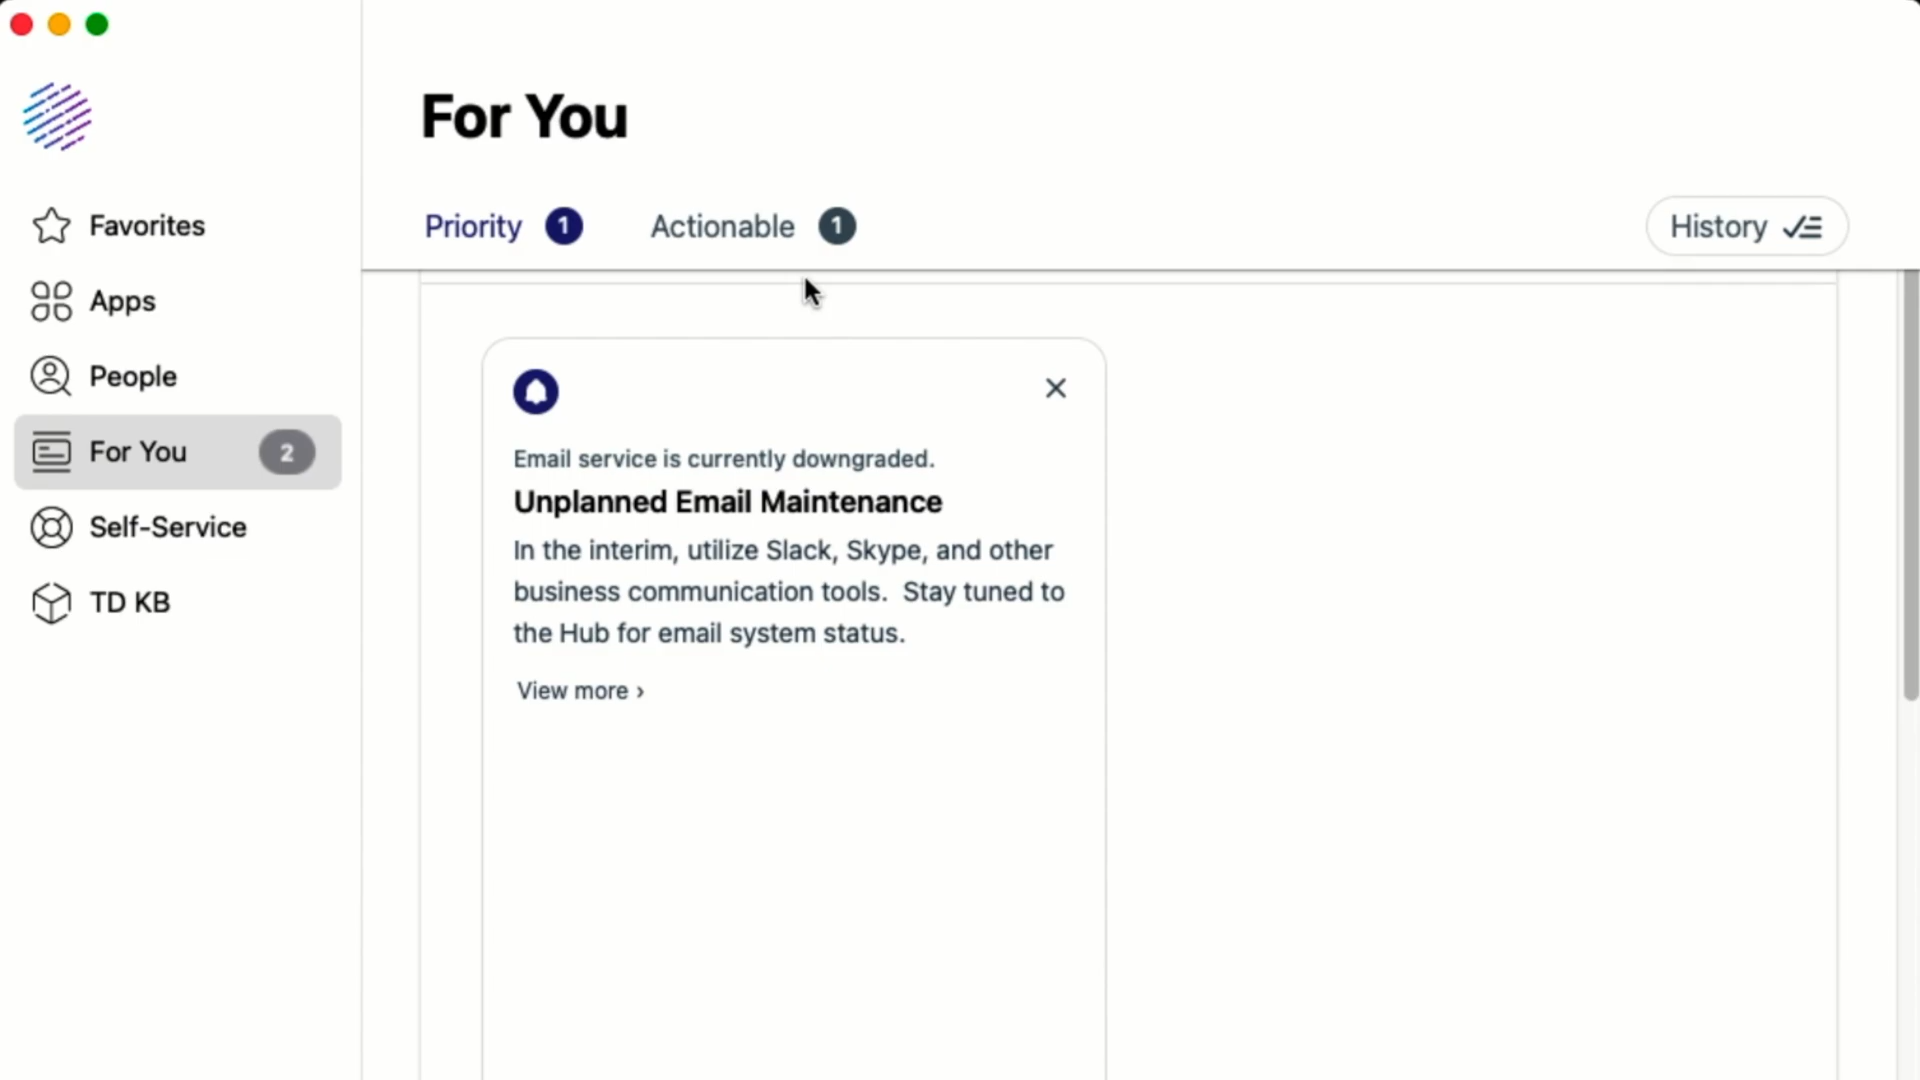 For You
Priority 1
Actionable 1
History
Favorites
Apps
People
For You 2
Self-Service
TD KB
Email service is currently downgraded.
Unplanned Email Maintenance
In the interim, utilize Slack, Skype, and other
business communication tools.  Stay tuned to
the Hub for email system status.
View more ›